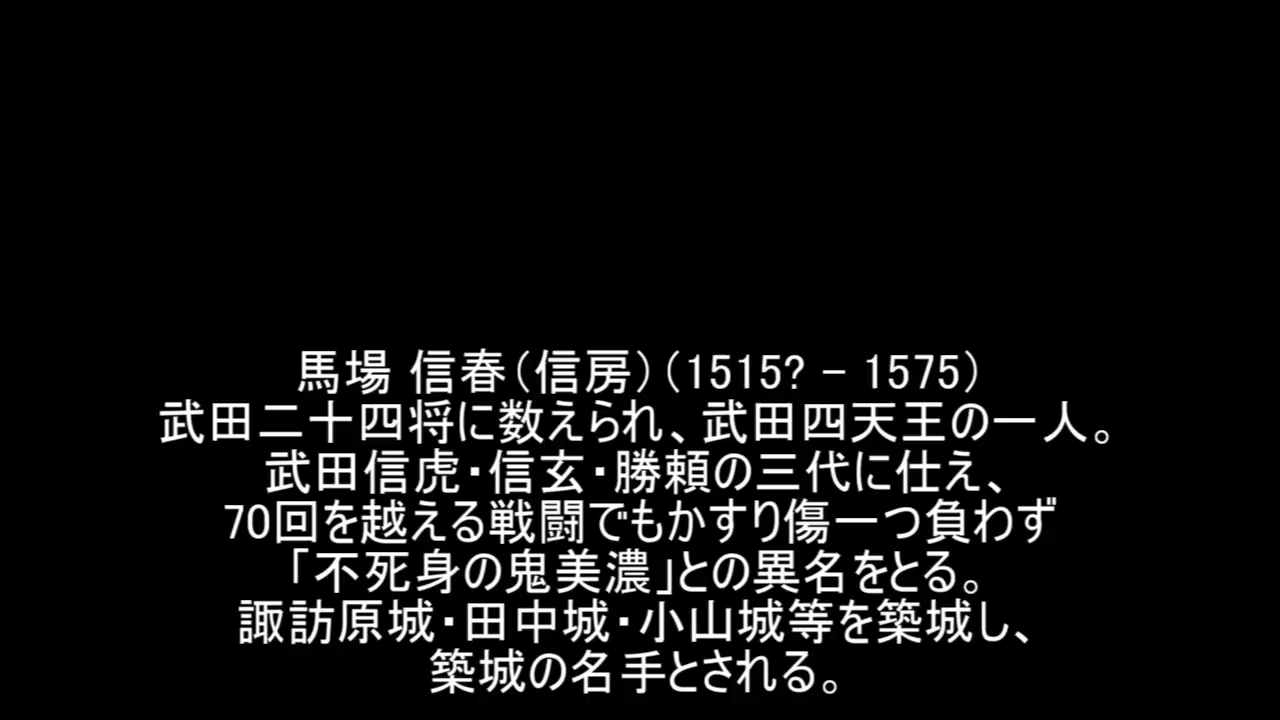 馬場 信春（信房）（1515? － 1575）
武田二十四将に数えられ、武田四天王の一人。
武田信虎・信玄・勝頼の三代に仕え、
70回を越える戦闘でもかすり傷一つ負わず
「不死身の鬼美濃」との異名をとる。
諏訪原城・田中城・小山城等を築城し、
築城の名手とされる。